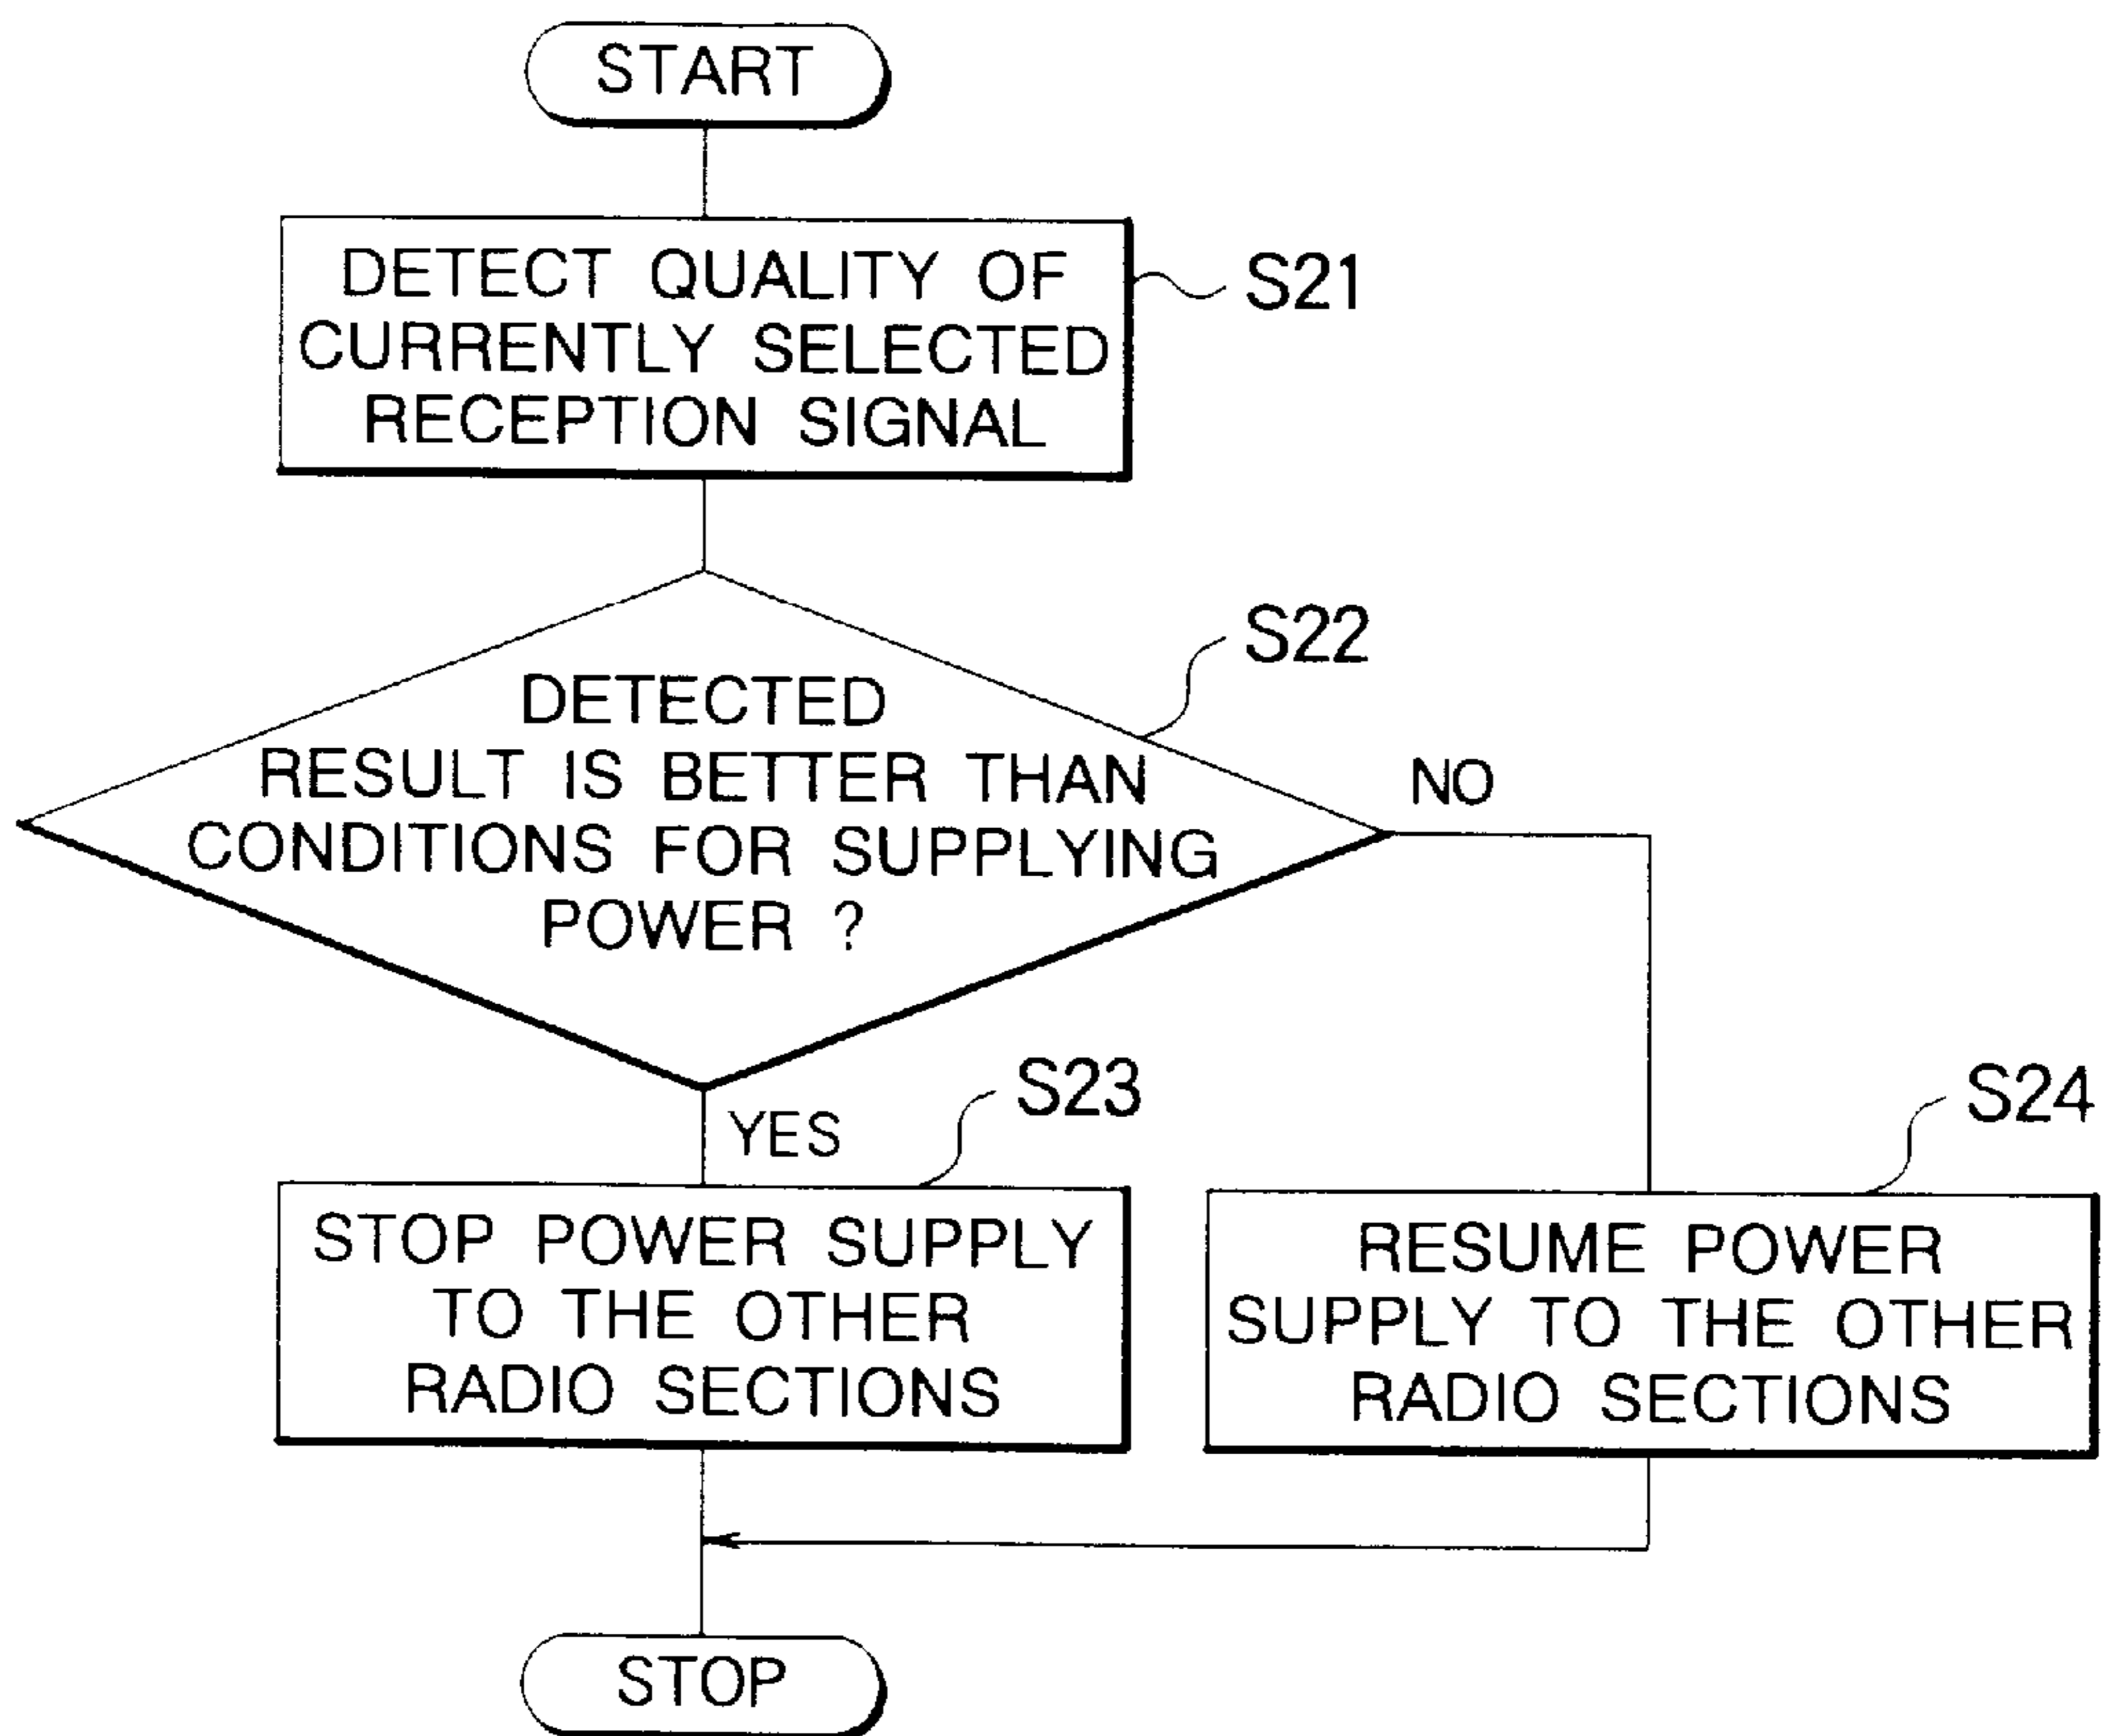 START
DETECT QUALITY OF
CURRENTLY SELECTED
RECEPTION SIGNAL
S21
S22
DETECTED
RESULT IS BETTER THAN
CONDITIONS FOR SUPPLYING
POWER ?
NO
YES
S23
STOP POWER SUPPLY
TO THE OTHER
RADIO SECTIONS
S24
RESUME POWER
SUPPLY TO THE OTHER
RADIO SECTIONS
STOP